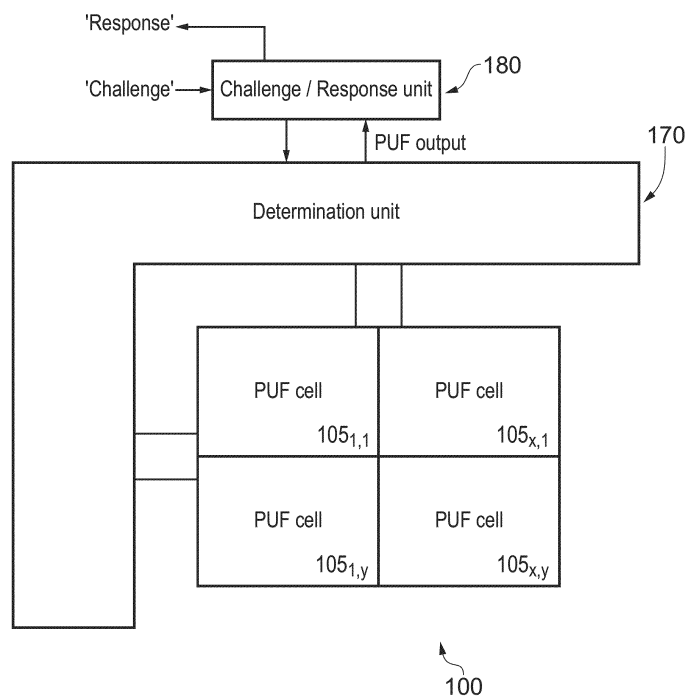 'Response'
'Challenge'
Challenge / Response unit
180
PUF output
170
Determination unit
PUF cell
105₁,₁
PUF cell
105ₓ,₁
PUF cell
105₁,y
PUF cell
105ₓ,y
100